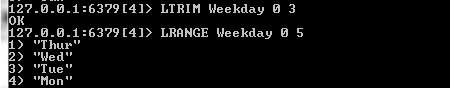 127.0.0.1:6379[4]> LTRIM Weekday 0 3
OK
127.0.0.1:6379[4]> LRANGE Weekday 0 5
1) "Thur"
2) "Wed"
3) "Tue"
4) "Mon"